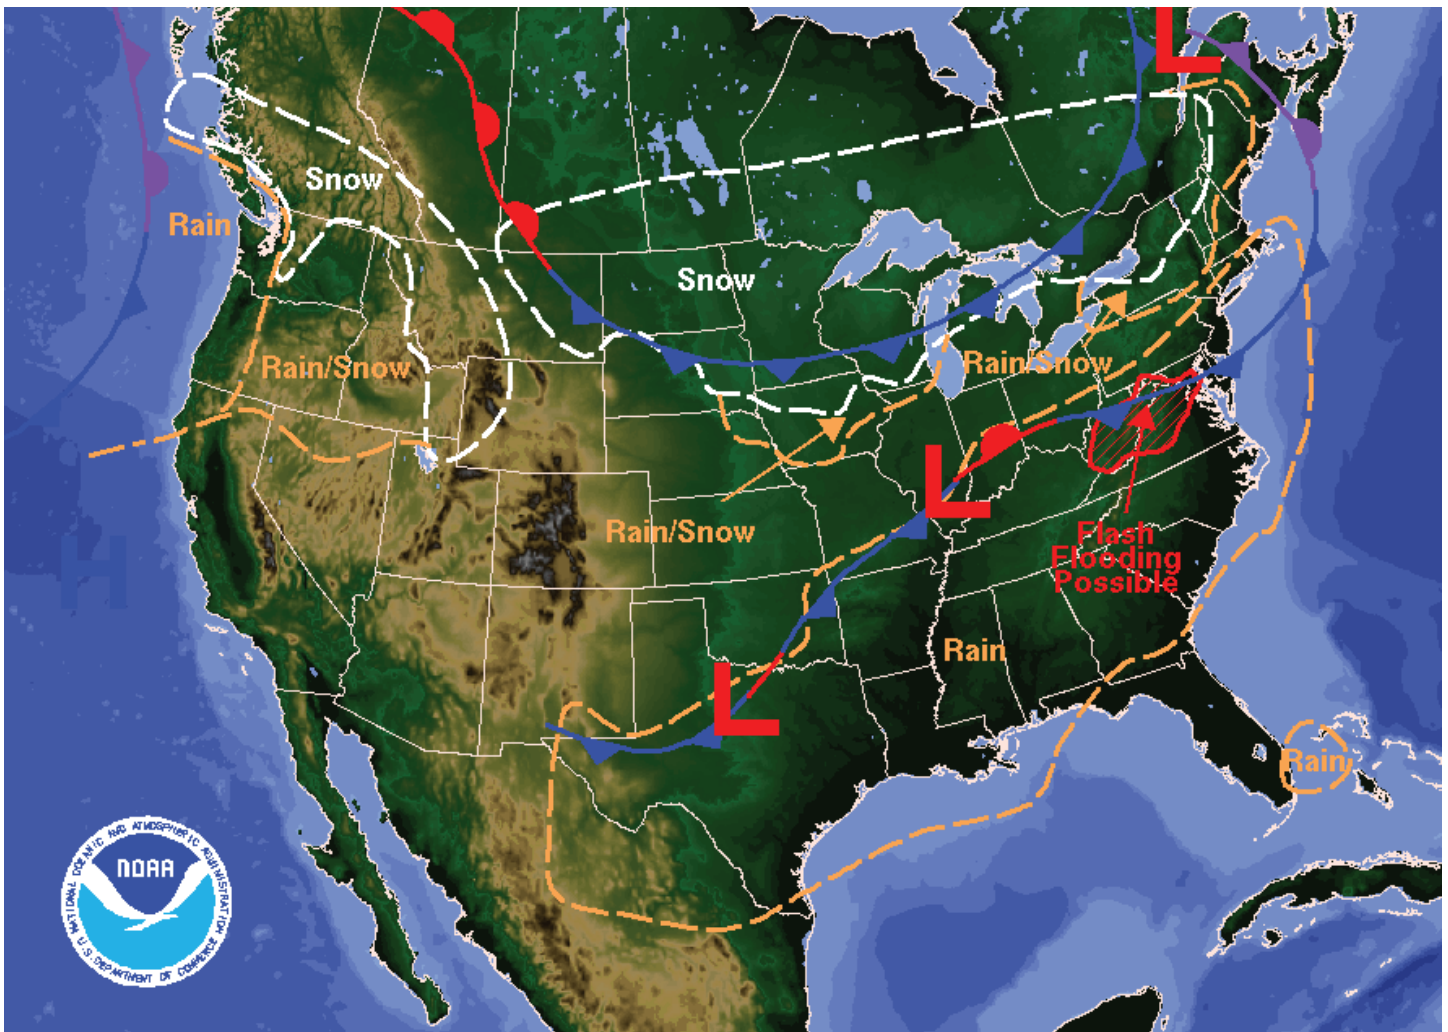 L
Snow
Rain
Snow
Rain/Snow
Rain/Snow
L
H
Rain/Snow
Flash
Flooding
Possible
Rain
L
Rain
NATIONAL OCEANIC AND ATMOSPHERIC ADMINISTRATION
NOAA
U.S. DEPARTMENT OF COMMERCE